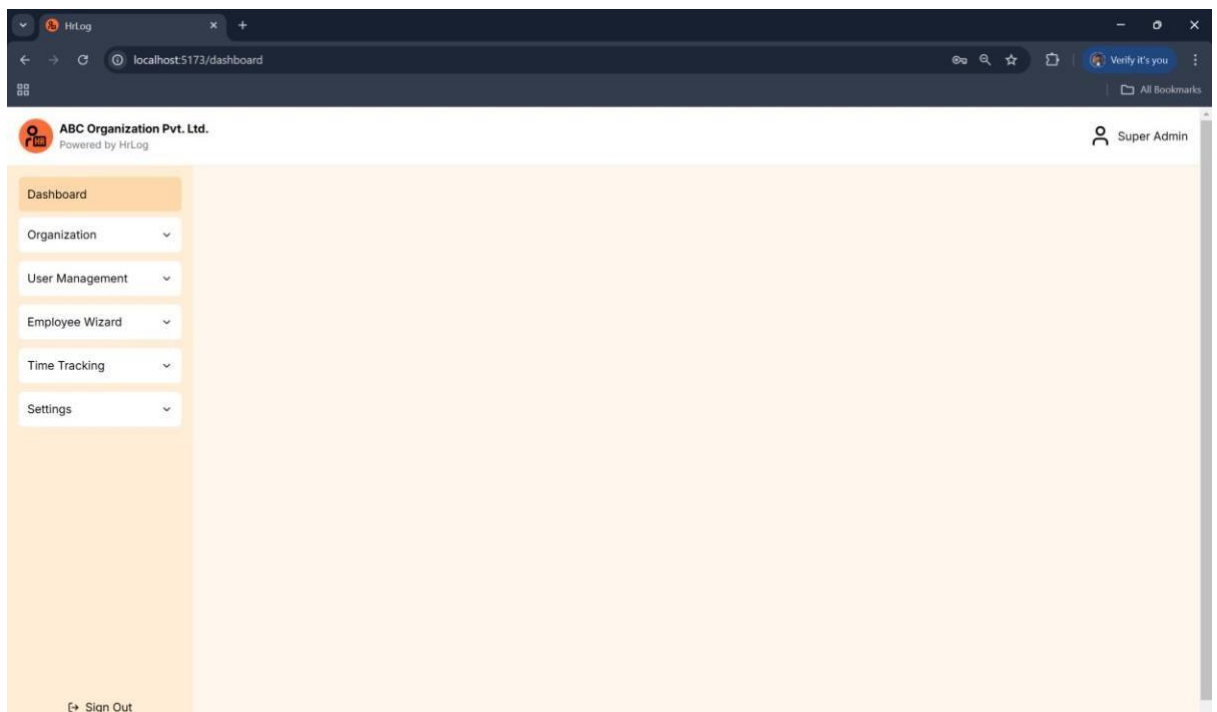 HrLog
localhost:5173/dashboard
Verify it's you
All Bookmarks
ABC Organization Pvt. Ltd.
Powered by HrLog
Super Admin
HR
Dashboard
Organization
User Management
Employee Wizard
Time Tracking
Settings
Sign Out